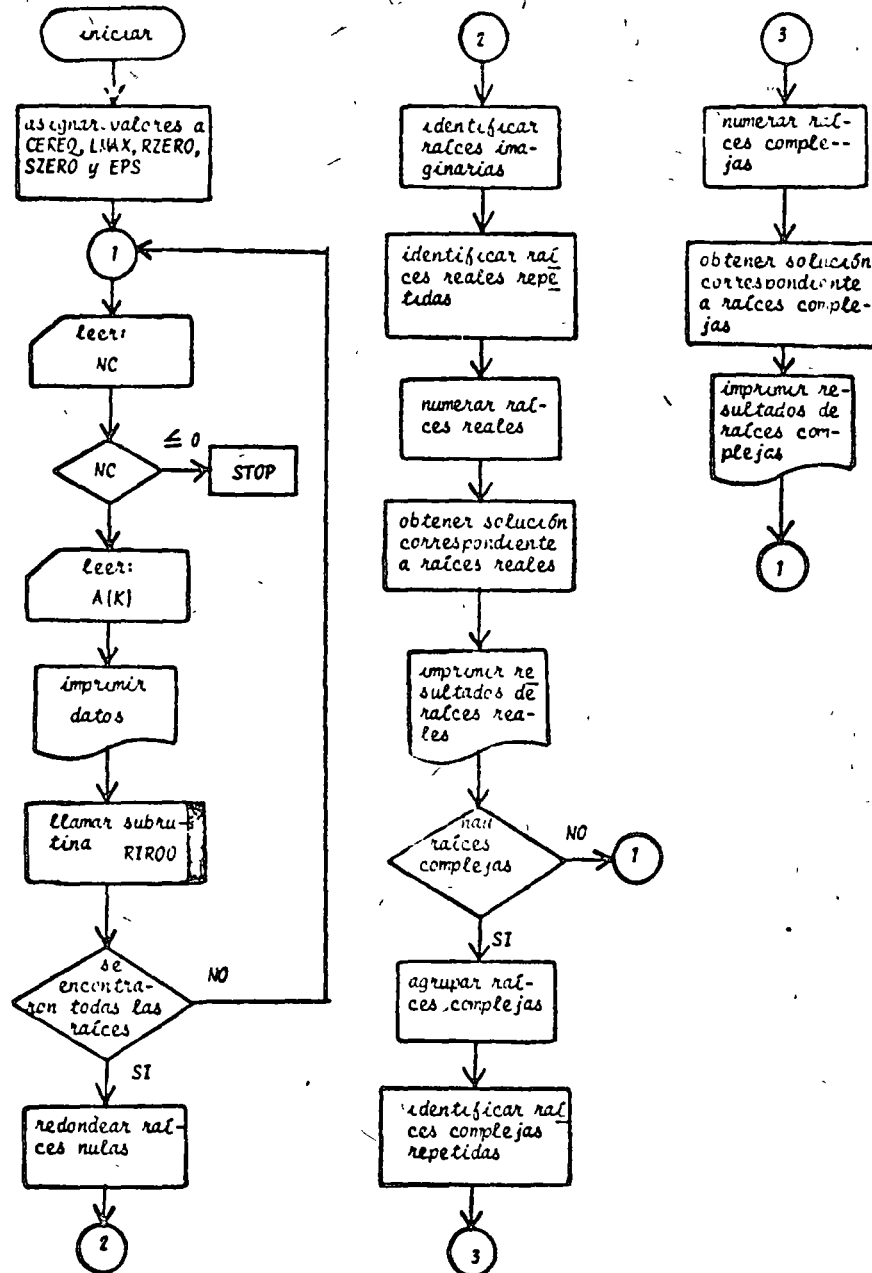 iniciar
asignar valores a
CEREQ, LMAX, RZERO,
SZERO y EPS
1
leer:
NC
NC
≤ 0
STOP
leer:
A(K)
imprimir
datos
llamar subru-
tina RIROO
se
encontra-
ron todas las
raíces
NO
SI
redondear raí-
ces nulas
2
2
identificar
raíces ima-
ginarias
identificar raí
ces reales repe
tidas
numerar raí-
ces reales
obtener solución
correspondiente
a raíces reales
imprimir re
sultados de
raíces rea-
les
raíces
complejas
NO
1
SI
agrupar raí-
ces complejas
identificar raí
ces complejas
repetidas
3
3
numerar raí-
ces comple--
jas
obtener solución
correspondiente
a raíces comple-
jas
imprimir re-
sultados de
raíces com-
plejas
1